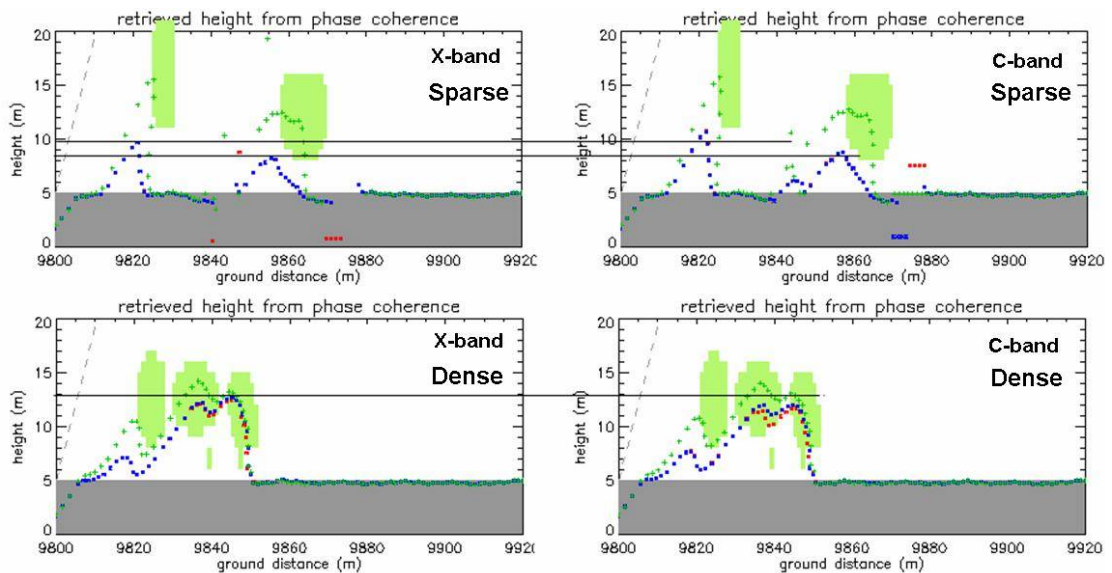 retrieved height from phase coherence
20
15
10
5
0
height (m)
X-band
Sparse
9800 9820 9840 9860 9880 9900 9920
ground distance (m)
retrieved height from phase coherence
20
15
10
5
0
height (m)
C-band
Sparse
9800 9820 9840 9860 9880 9900 9920
ground distance (m)
retrieved height from phase coherence
20
15
10
5
0
height (m)
X-band
Dense
9800 9820 9840 9860 9880 9900 9920
ground distance (m)
retrieved height from phase coherence
20
15
10
5
0
height (m)
C-band
Dense
9800 9820 9840 9860 9880 9900 9920
ground distance (m)